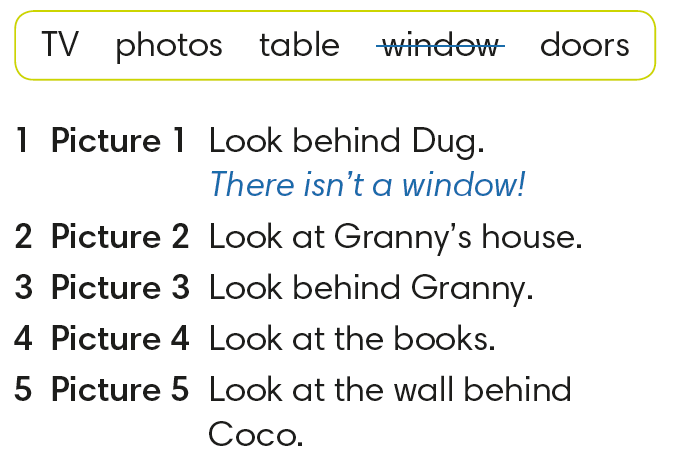 TV photos table window doors
1 Picture 1 Look behind Dug.
There isn't a window!
2 Picture 2 Look at Granny's house.
3 Picture 3 Look behind Granny.
4 Picture 4 Look at the books.
5 Picture 5 Look at the wall behind
Coco.